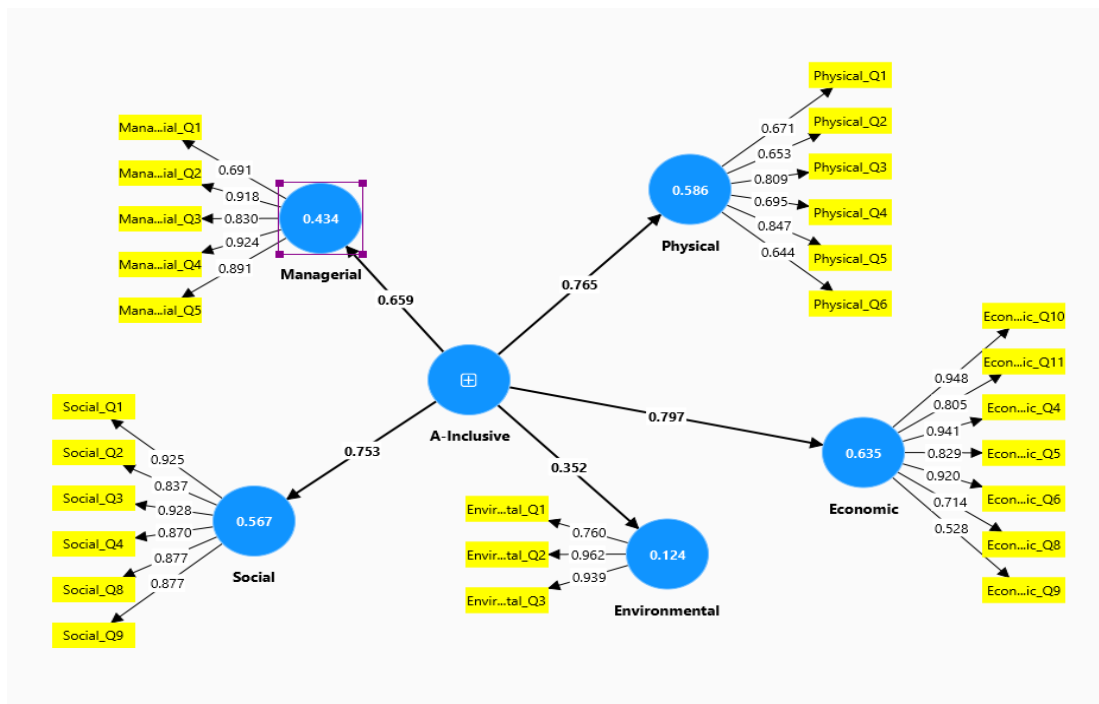 Mana...ial_Q1
Mana...ial_Q2
Mana...ial_Q3
Mana...ial_Q4
Mana...ial_Q5
0.691
0.918
0.830
0.924
0.891
0.434
Managerial
0.659
Physical_Q1
Physical_Q2
Physical_Q3
Physical_Q4
Physical_Q5
Physical_Q6
0.671
0.653
0.809
0.695
0.847
0.644
0.586
Physical
0.765
A-Inclusive
0.797
Econ...ic_Q10
Econ...ic_Q11
Econ...ic_Q4
Econ...ic_Q5
Econ...ic_Q6
Econ...ic_Q8
Econ...ic_Q9
0.948
0.805
0.941
0.829
0.920
0.714
0.528
0.635
Economic
0.753
Social_Q1
Social_Q2
Social_Q3
Social_Q4
Social_Q8
Social_Q9
0.925
0.837
0.928
0.870
0.877
0.877
0.567
Social
0.352
Envir...tal_Q1
Envir...tal_Q2
Envir...tal_Q3
0.760
0.962
0.939
0.124
Environmental